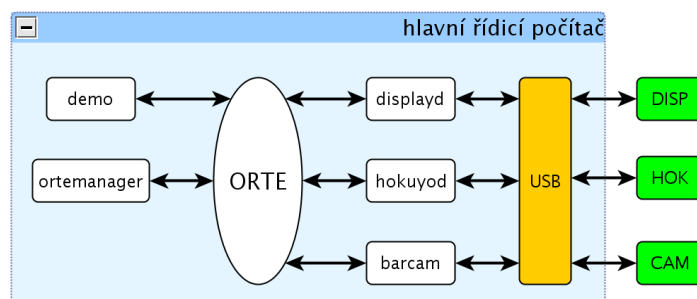 hlavní řídicí počítač
demo
displayd
DISP
ortemanager
ORTE
hokuyod
USB
HOK
barcam
CAM